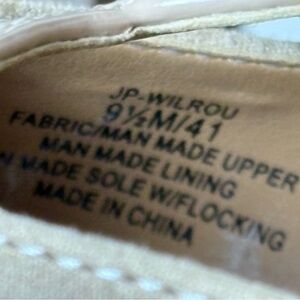 JP-WILROU
9½M/41
FABRIC/MAN MADE UPPER
MAN MADE LINING
N MADE SOLE W/FLOCKING
MADE IN CHINA